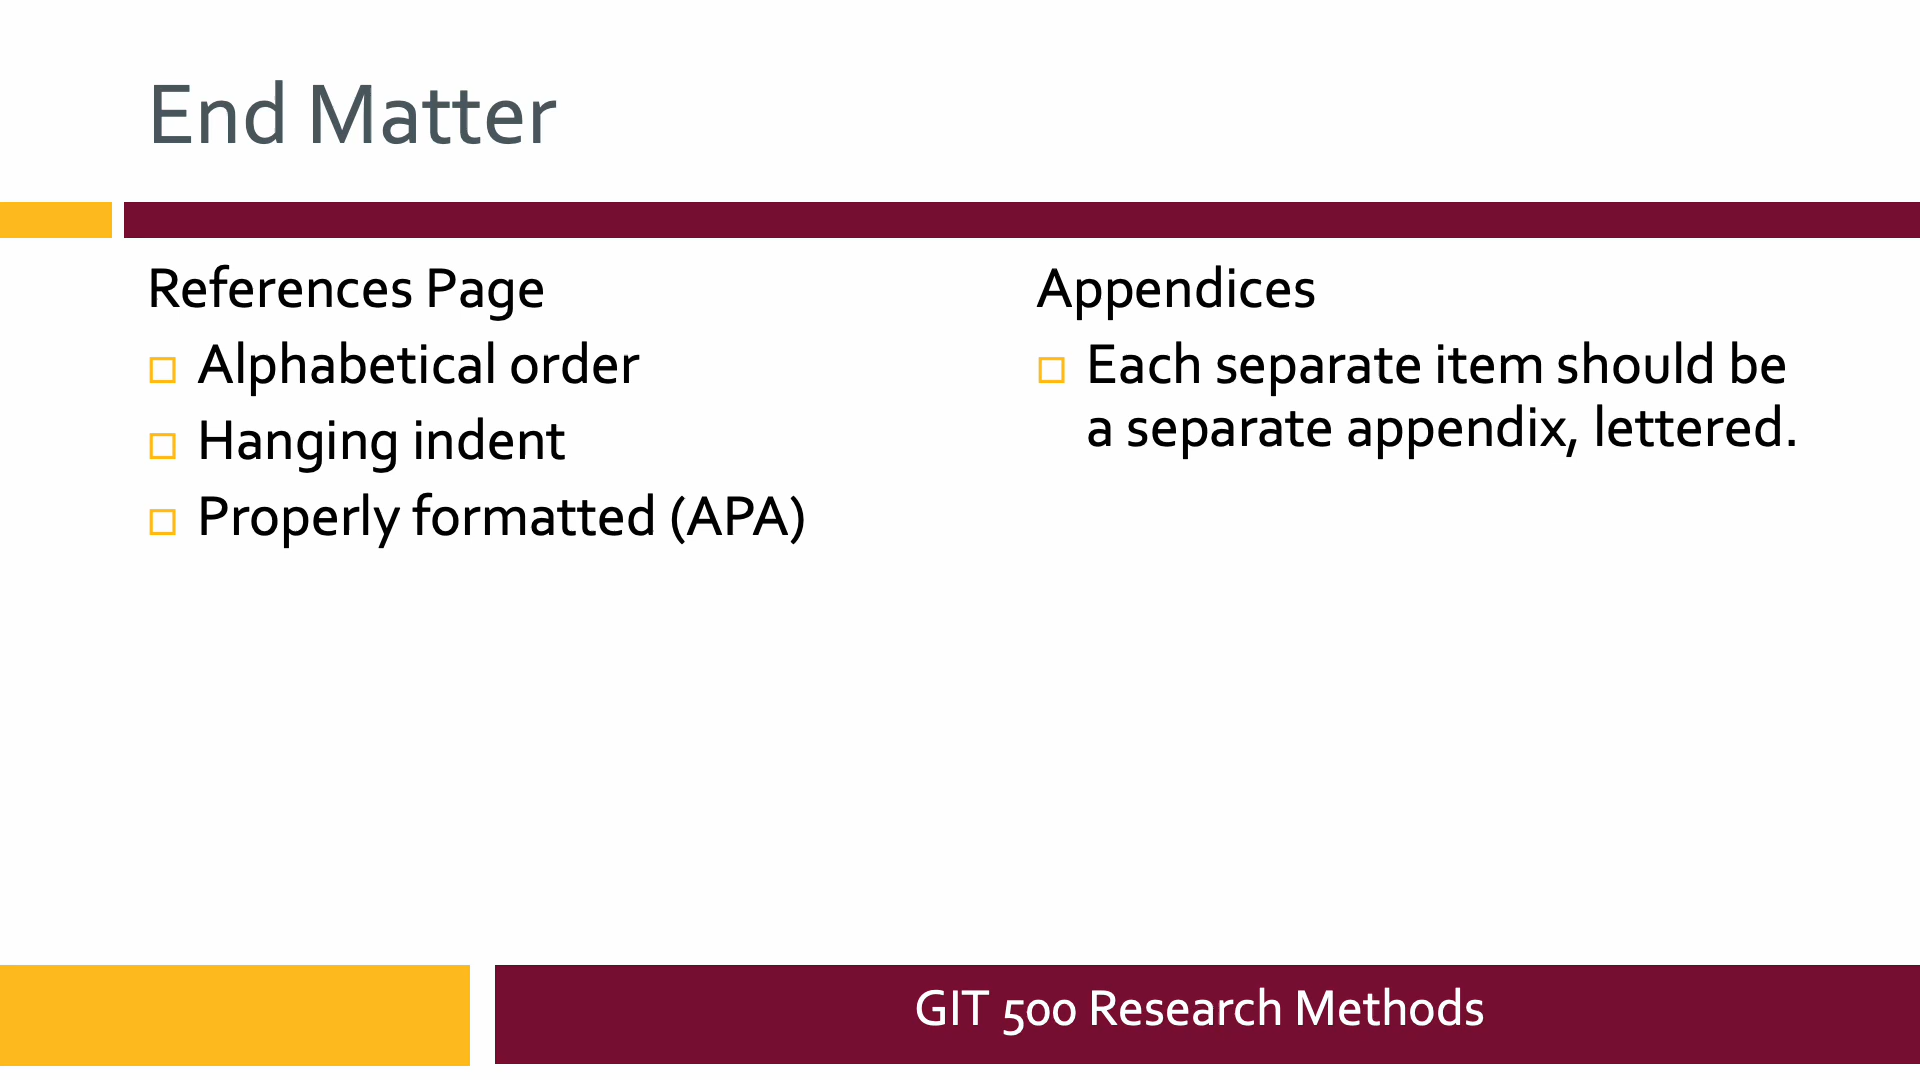 End Matter
References Page
Alphabetical order
Hanging indent
Properly formatted (APA)
Appendices
Each separate item should be
a separate appendix, lettered.
GIT 500 Research Methods